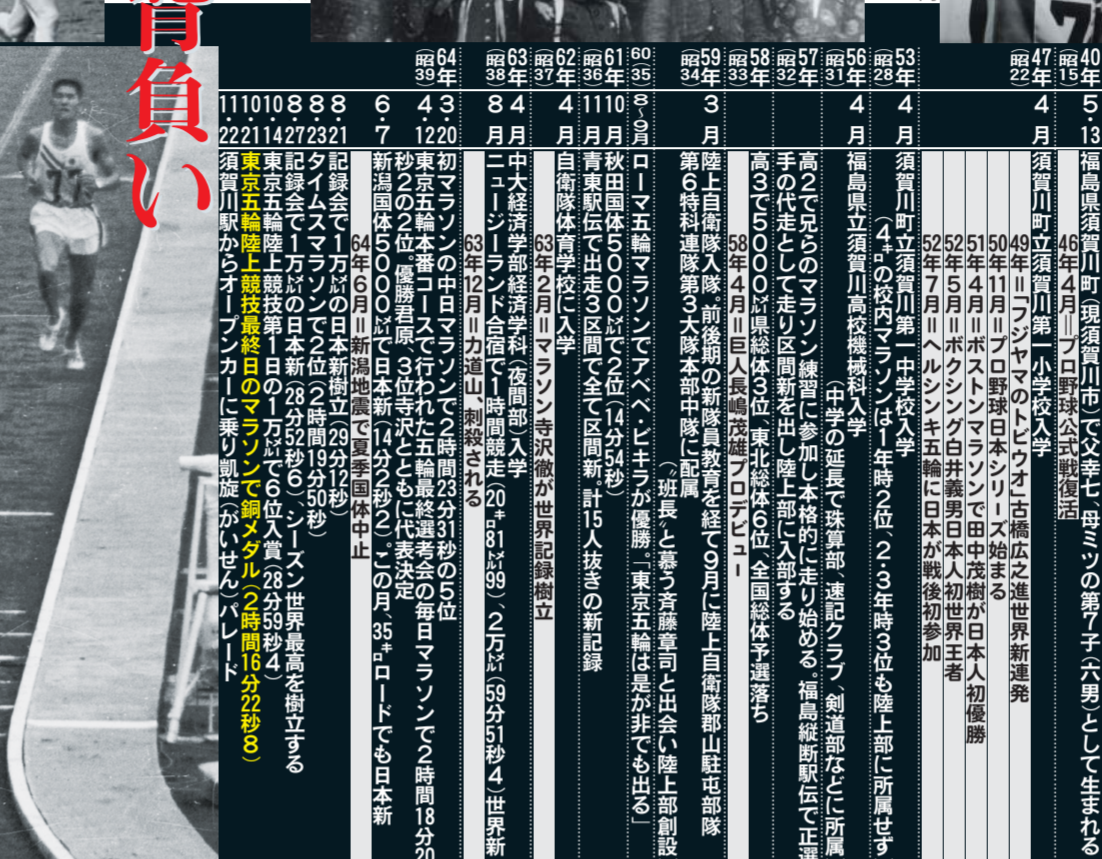 40年
(昭15)
5・13
福島県須賀川町(現須賀川市)で父幸七、母ミツの第7子(六男)として生まれる
46年4月=プロ野球公式戦復活
47年
(昭22)
4月
須賀川町立須賀川第一小学校入学
49年=「フジヤマのトビウオ」古橋広之進世界新連発
50年11月=プロ野球日本シリーズ始まる
51年4月=ボストンマラソンで田中茂樹が日本人初優勝
52年5月=ボクシング白井義男日本人初世界王者
52年7月=ヘルシンキ五輪に日本が戦後初参加
53年
(昭28)
4月
須賀川町立須賀川第一中学校入学
(4㌔の校内マラソンは1年時2位、2・3年時3位も陸上部に所属せず
56年
(昭31)
4月
福島県立須賀川高校機械科入学
(中学の延長で珠算部、速記クラブ、剣道部などに所属
57年
(昭32)
高2で兄らのマラソン練習に参加し本格的に走り始める。福島縦断駅伝で正選
手の代走として走り区間新を出し陸上部に入部する
58年
(昭33)
高3で5000㍍県総体3位、東北総体6位、全国総体予選落ち
58年4月=巨人長嶋茂雄プロデビュー
59年
(昭34)
3月
陸上自衛隊入隊。前後期の新隊員教育を経て9月に陸上自衛隊郡山駐屯部隊
第6特科連隊第3大隊本部中隊に配属
(〝班長〟と慕う斉藤章司と出会い陸上部創設
60
(35)
8〜9月
ローマ五輪マラソンでアベベ・ビキラが優勝。「東京五輪は是が非でも出る」
61年
(昭36)
10月
秋田国体5000㍍で2位(14分54秒)
11月
青東駅伝で出走3区間で全て区間新。計15人抜きの新記録
62年
(昭37)
4月
自衛隊体育学校に入学
63年2月=マラソン寺沢徹が世界記録樹立
63年
(昭38)
4月
中大経済学部経済学科(夜間部)入学
8月
ニュージーランド合宿で1時間競走(20㌔81㍍99)、2万㍍(59分51秒4)世界新
63年12月=力道山、刺殺される
64年
(昭39)
3・20
初マラソンの中日マラソンで2時間23分31秒の5位
4・12
東京五輪本番コースで行われた五輪最終選考会の毎日マラソンで2時間18分20
秒2の2位。優勝君原、3位寺沢とともに代表決定
6・7
新潟国体5000㍍で日本新(14分2秒2)。この月、35㌔ロードでも日本新
64年6月=新潟地震で夏季国体中止
8・21
記録会で1万㍍の日本新樹立(29分12秒)
8・23
タイムスマラソンで2位(2時間19分50秒)
8・27
記録会で1万㍍の日本新(28分52秒6)、シーズン世界最高を樹立する
10・14
東京五輪陸上競技第1日の1万㍍で6位入賞(28分59秒4)
10・21
東京五輪陸上競技最終日のマラソンで銅メダル(2時間16分22秒8)
11・22
須賀川駅からオープンカーに乗り凱旋(がいせん)パレード
背負い
77